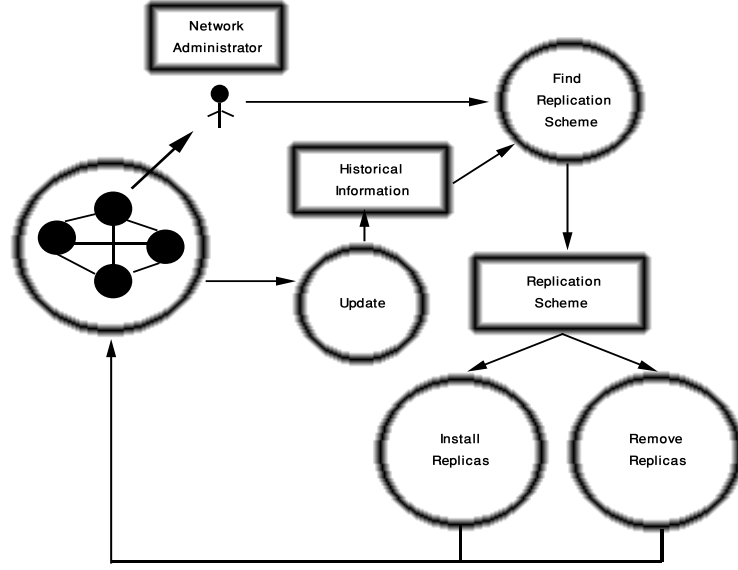 Network
Administrator
Find
Replication
Scheme
Historical
Information
Replication
Scheme
Update
Install
Replicas
Remove
Replicas